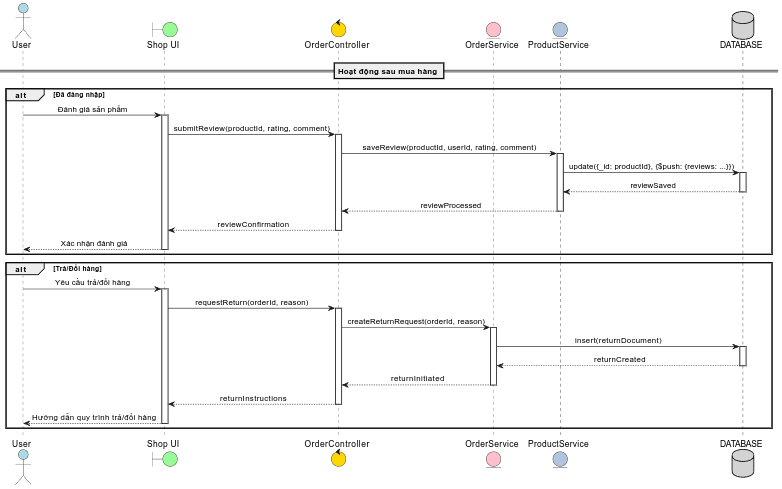 User
Shop UI
OrderController
OrderService
ProductService
DATABASE
Hoạt động sau mua hàng
alt
[Đã đăng nhập]
Đánh giá sản phẩm
submitReview(productId, rating, comment)
saveReview(productId, userId, rating, comment)
update({_id: productId}, {$push: {reviews: ...}})
reviewSaved
reviewProcessed
reviewConfirmation
Xác nhận đánh giá
alt
[Trả/Đổi hàng]
Yêu cầu trả/đổi hàng
requestReturn(orderId, reason)
createReturnRequest(orderId, reason)
insert(returnDocument)
returnCreated
returnInitiated
returnInstructions
Hướng dẫn quy trình trả/đổi hàng
User
Shop UI
OrderController
OrderService
ProductService
DATABASE